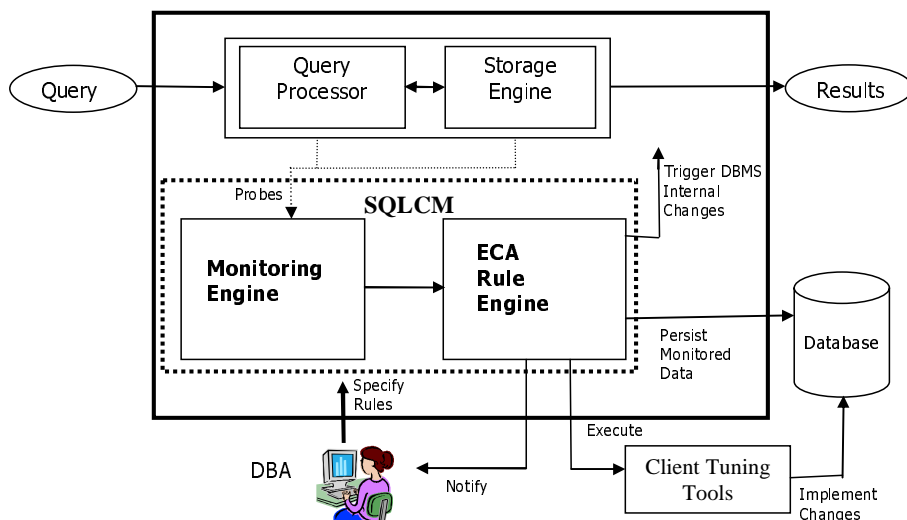 Query
Query
Processor
Storage
Engine
Results
Probes
SQLCM
Trigger DBMS
Internal
Changes
Monitoring
Engine
ECA
Rule
Engine
Persist
Monitored
Data
Database
Specify
Rules
DBA
Notify
Execute
Client Tuning
Tools
Implement
Changes